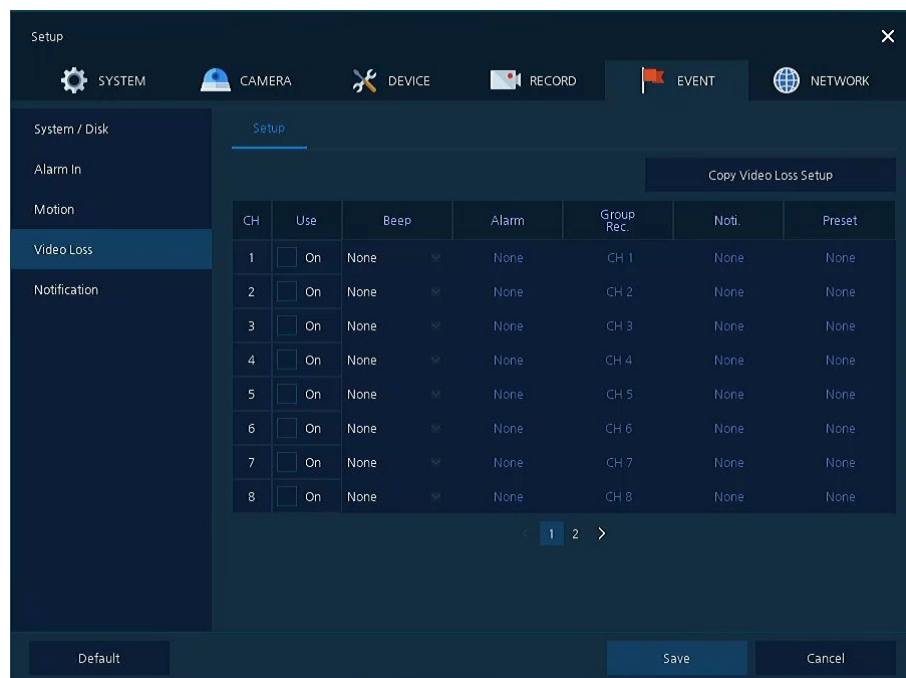 Setup
SYSTEM CAMERA DEVICE RECORD EVENT NETWORK
System / Disk
Alarm In
Motion
Video Loss
Notification
Setup
Copy Video Loss Setup
CH Use Beep Alarm Group Rec. Noti. Preset
1 On None None CH 1 None None
2 On None None CH 2 None None
3 On None None CH 3 None None
4 On None None CH 4 None None
5 On None None CH 5 None None
6 On None None CH 6 None None
7 On None None CH 7 None None
8 On None None CH 8 None None
< 1 2 >
Default Save Cancel